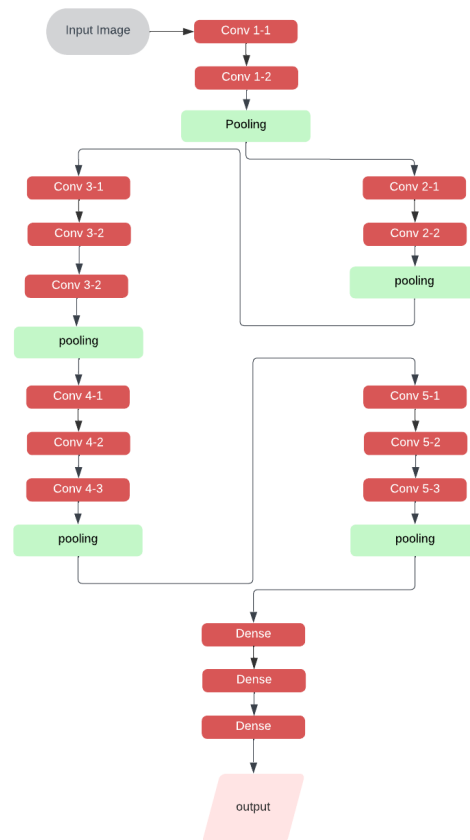 Input Image
Conv 1-1
Conv 1-2
Pooling
Conv 2-1
Conv 2-2
pooling
Conv 3-1
Conv 3-2
Conv 3-2
pooling
Conv 4-1
Conv 4-2
Conv 4-3
pooling
Conv 5-1
Conv 5-2
Conv 5-3
pooling
Dense
Dense
Dense
output